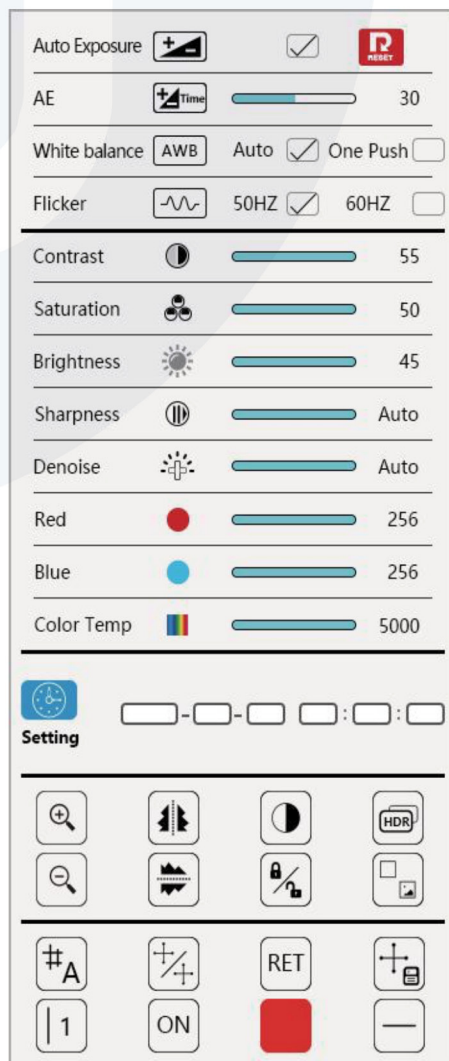 Auto Exposure RESET
AE Time 30
White balance AWB Auto One Push
Flicker 50HZ 60HZ
Contrast 55
Saturation 50
Brightness 45
Sharpness Auto
Denoise Auto
Red 256
Blue 256
Color Temp 5000
Setting
- - : :
HDR
#A RET
1 ON